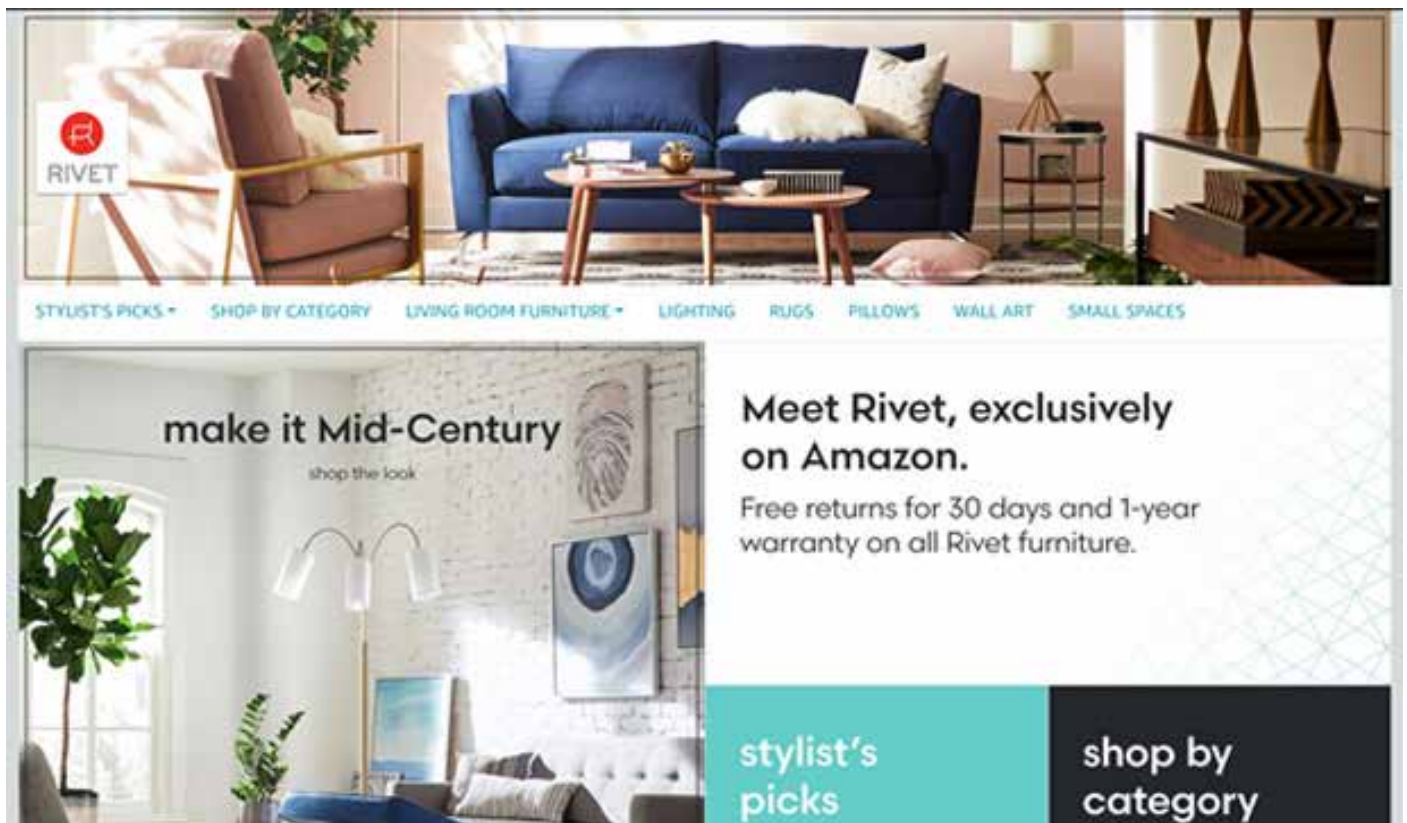 RIVET
STYLIST'S PICKS
SHOP BY CATEGORY
LIVING ROOM FURNITURE
LIGHTING
RUGS
PILLOWS
WALL ART
SMALL SPACES
make it Mid-Century
shop the look
Meet Rivet, exclusively
on Amazon.
Free returns for 30 days and 1-year
warranty on all Rivet furniture.
stylist's
picks
shop by
category